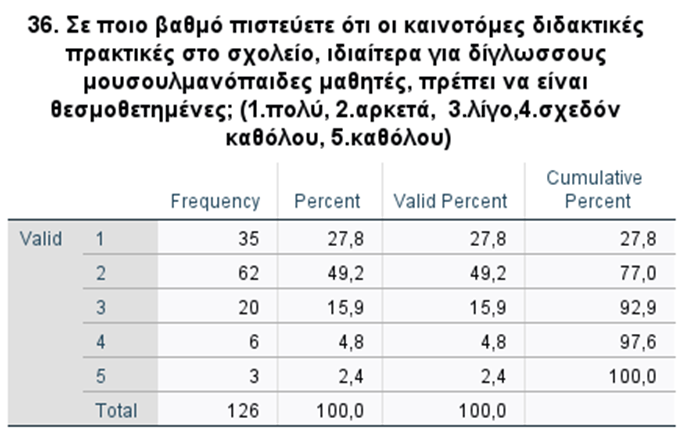 36. Σε ποιο βαθμό πιστεύετε ότι οι καινοτόμες διδακτικές
πρακτικές στο σχολείο, ιδιαίτερα για δίγλωσσους
μουσουλμανόπαιδες μαθητές, πρέπει να είναι
θεσμοθετημένες; (1.πολύ, 2.αρκετά, 3.λίγο,4.σχεδόν
καθόλου, 5.καθόλου)
Frequency Percent Valid Percent Cumulative Percent
Valid 1 35 27,8 27,8 27,8
2 62 49,2 49,2 77,0
3 20 15,9 15,9 92,9
4 6 4,8 4,8 97,6
5 3 2,4 2,4 100,0
Total 126 100,0 100,0